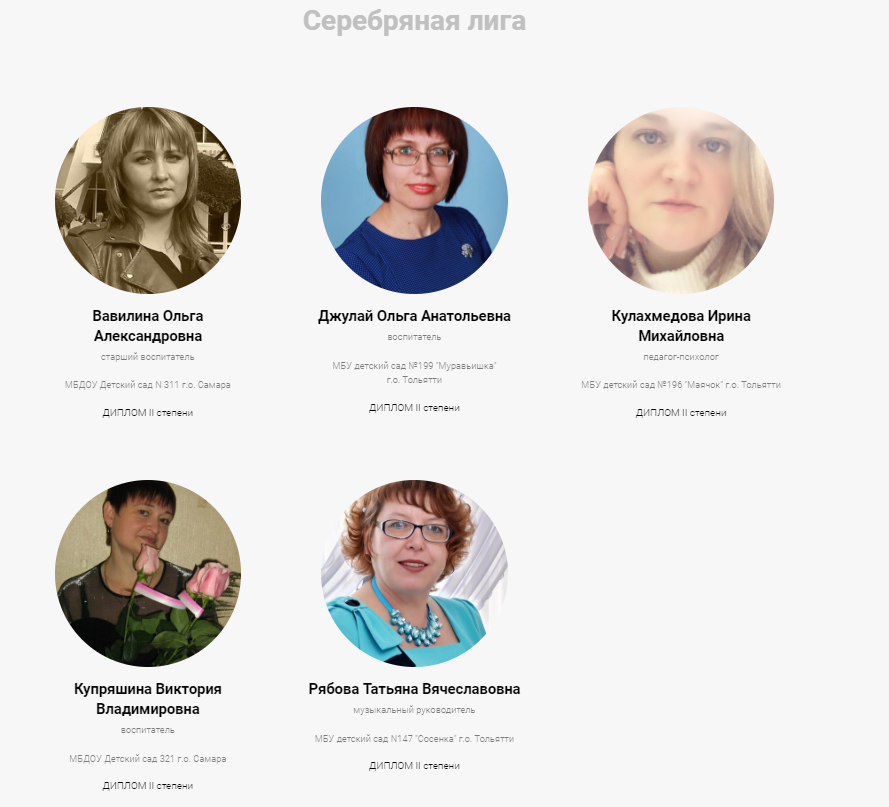 Серебряная лига
Вавилина Ольга
Александровна
старший воспитатель
МБДОУ Детский сад N 311 г.о. Самара
ДИПЛОМ II степени
Джулай Ольга Анатольевна
воспитатель
МБУ детский сад №199 "Муравьишка"
г.о. Тольятти
ДИПЛОМ II степени
Кулахмедова Ирина
Михайловна
педагог-психолог
МБУ детский сад №196 "Маячок" г.о. Тольятти
ДИПЛОМ II степени
Купряшина Виктория
Владимировна
воспитатель
МБДОУ Детский сад 321 г.о. Самара
ДИПЛОМ II степени
Рябова Татьяна Вячеславовна
музыкальный руководитель
МБУ детский сад N147 "Сосенка" г.о. Тольятти
ДИПЛОМ II степени